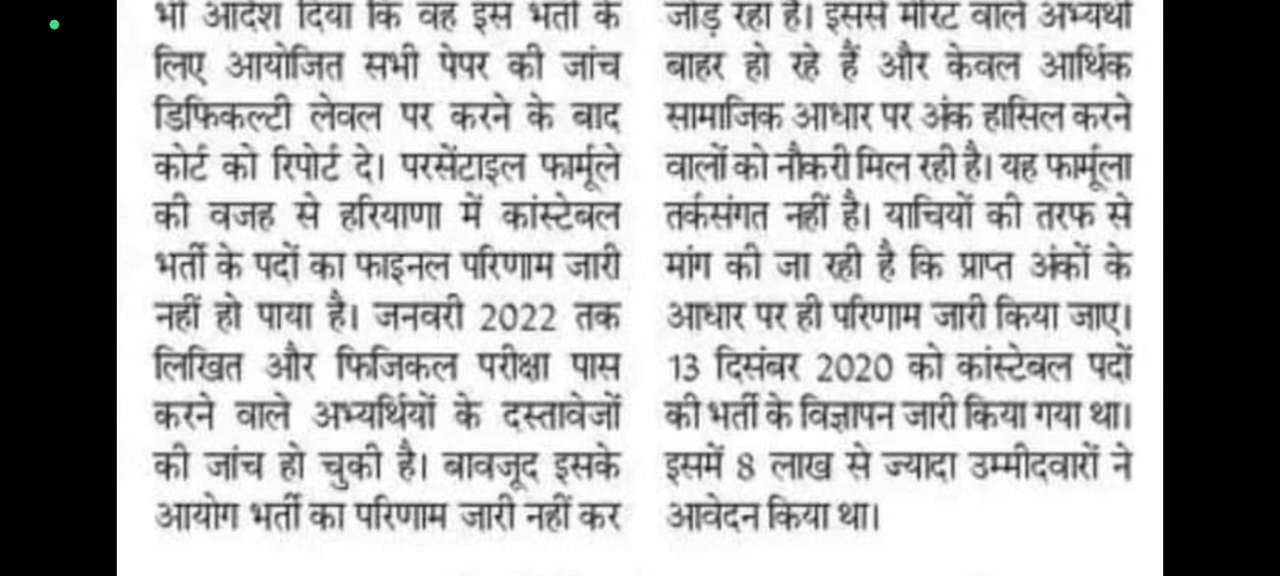 भी आदेश दिया कि वह इस भर्ती के
लिए आयोजित सभी पेपर की जांच
डिफिकल्टी लेवल पर करने के बाद
कोर्ट को रिपोर्ट दे। परसेंटाइल फार्मूले
की वजह से हरियाणा में कांस्टेबल
भर्ती के पदों का फाइनल परिणाम जारी
नहीं हो पाया है। जनवरी 2022 तक
लिखित और फिजिकल परीक्षा पास
करने वाले अभ्यर्थियों के दस्तावेजों
की जांच हो चुकी है। बावजूद इसके
आयोग भर्ती का परिणाम जारी नहीं कर
जोड़ रहा है। इससे मेरिट वाले अभ्यर्थी
बाहर हो रहे हैं और केवल आर्थिक
सामाजिक आधार पर अंक हासिल करने
वालों को नौकरी मिल रही है। यह फार्मूला
तर्कसंगत नहीं है। याचियों की तरफ से
मांग की जा रही है कि प्राप्त अंकों के
आधार पर ही परिणाम जारी किया जाए।
13 दिसंबर 2020 को कांस्टेबल पदों
की भर्ती के विज्ञापन जारी किया गया था।
इसमें 8 लाख से ज्यादा उम्मीदवारों ने
आवेदन किया था।